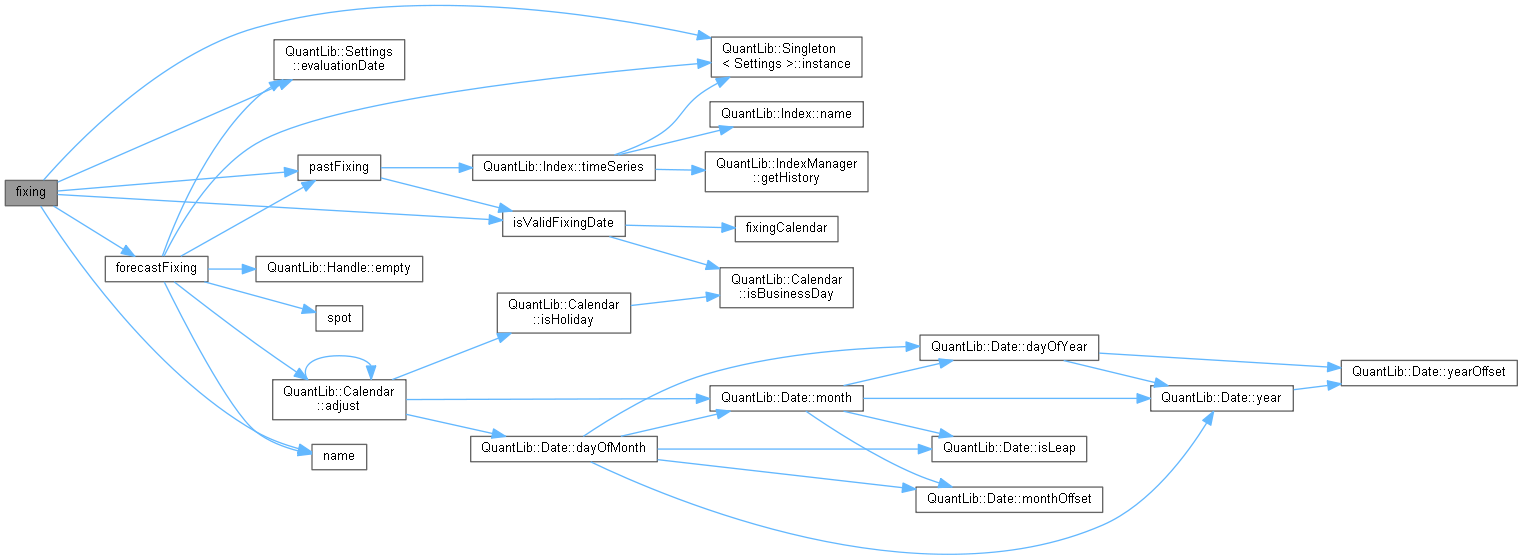 QuantLib::Settings
::evaluationDate
QuantLib::Singleton
< Settings >::instance
QuantLib::Index::name
pastFixing
QuantLib::Index::timeSeries
QuantLib::IndexManager
::getHistory
fixing
isValidFixingDate
fixingCalendar
forecastFixing
QuantLib::Handle::empty
QuantLib::Calendar
::isBusinessDay
spot
QuantLib::Calendar
::isHoliday
QuantLib::Date::dayOfYear
QuantLib::Date::yearOffset
QuantLib::Calendar
::adjust
QuantLib::Date::month
QuantLib::Date::year
name
QuantLib::Date::dayOfMonth
QuantLib::Date::isLeap
QuantLib::Date::monthOffset